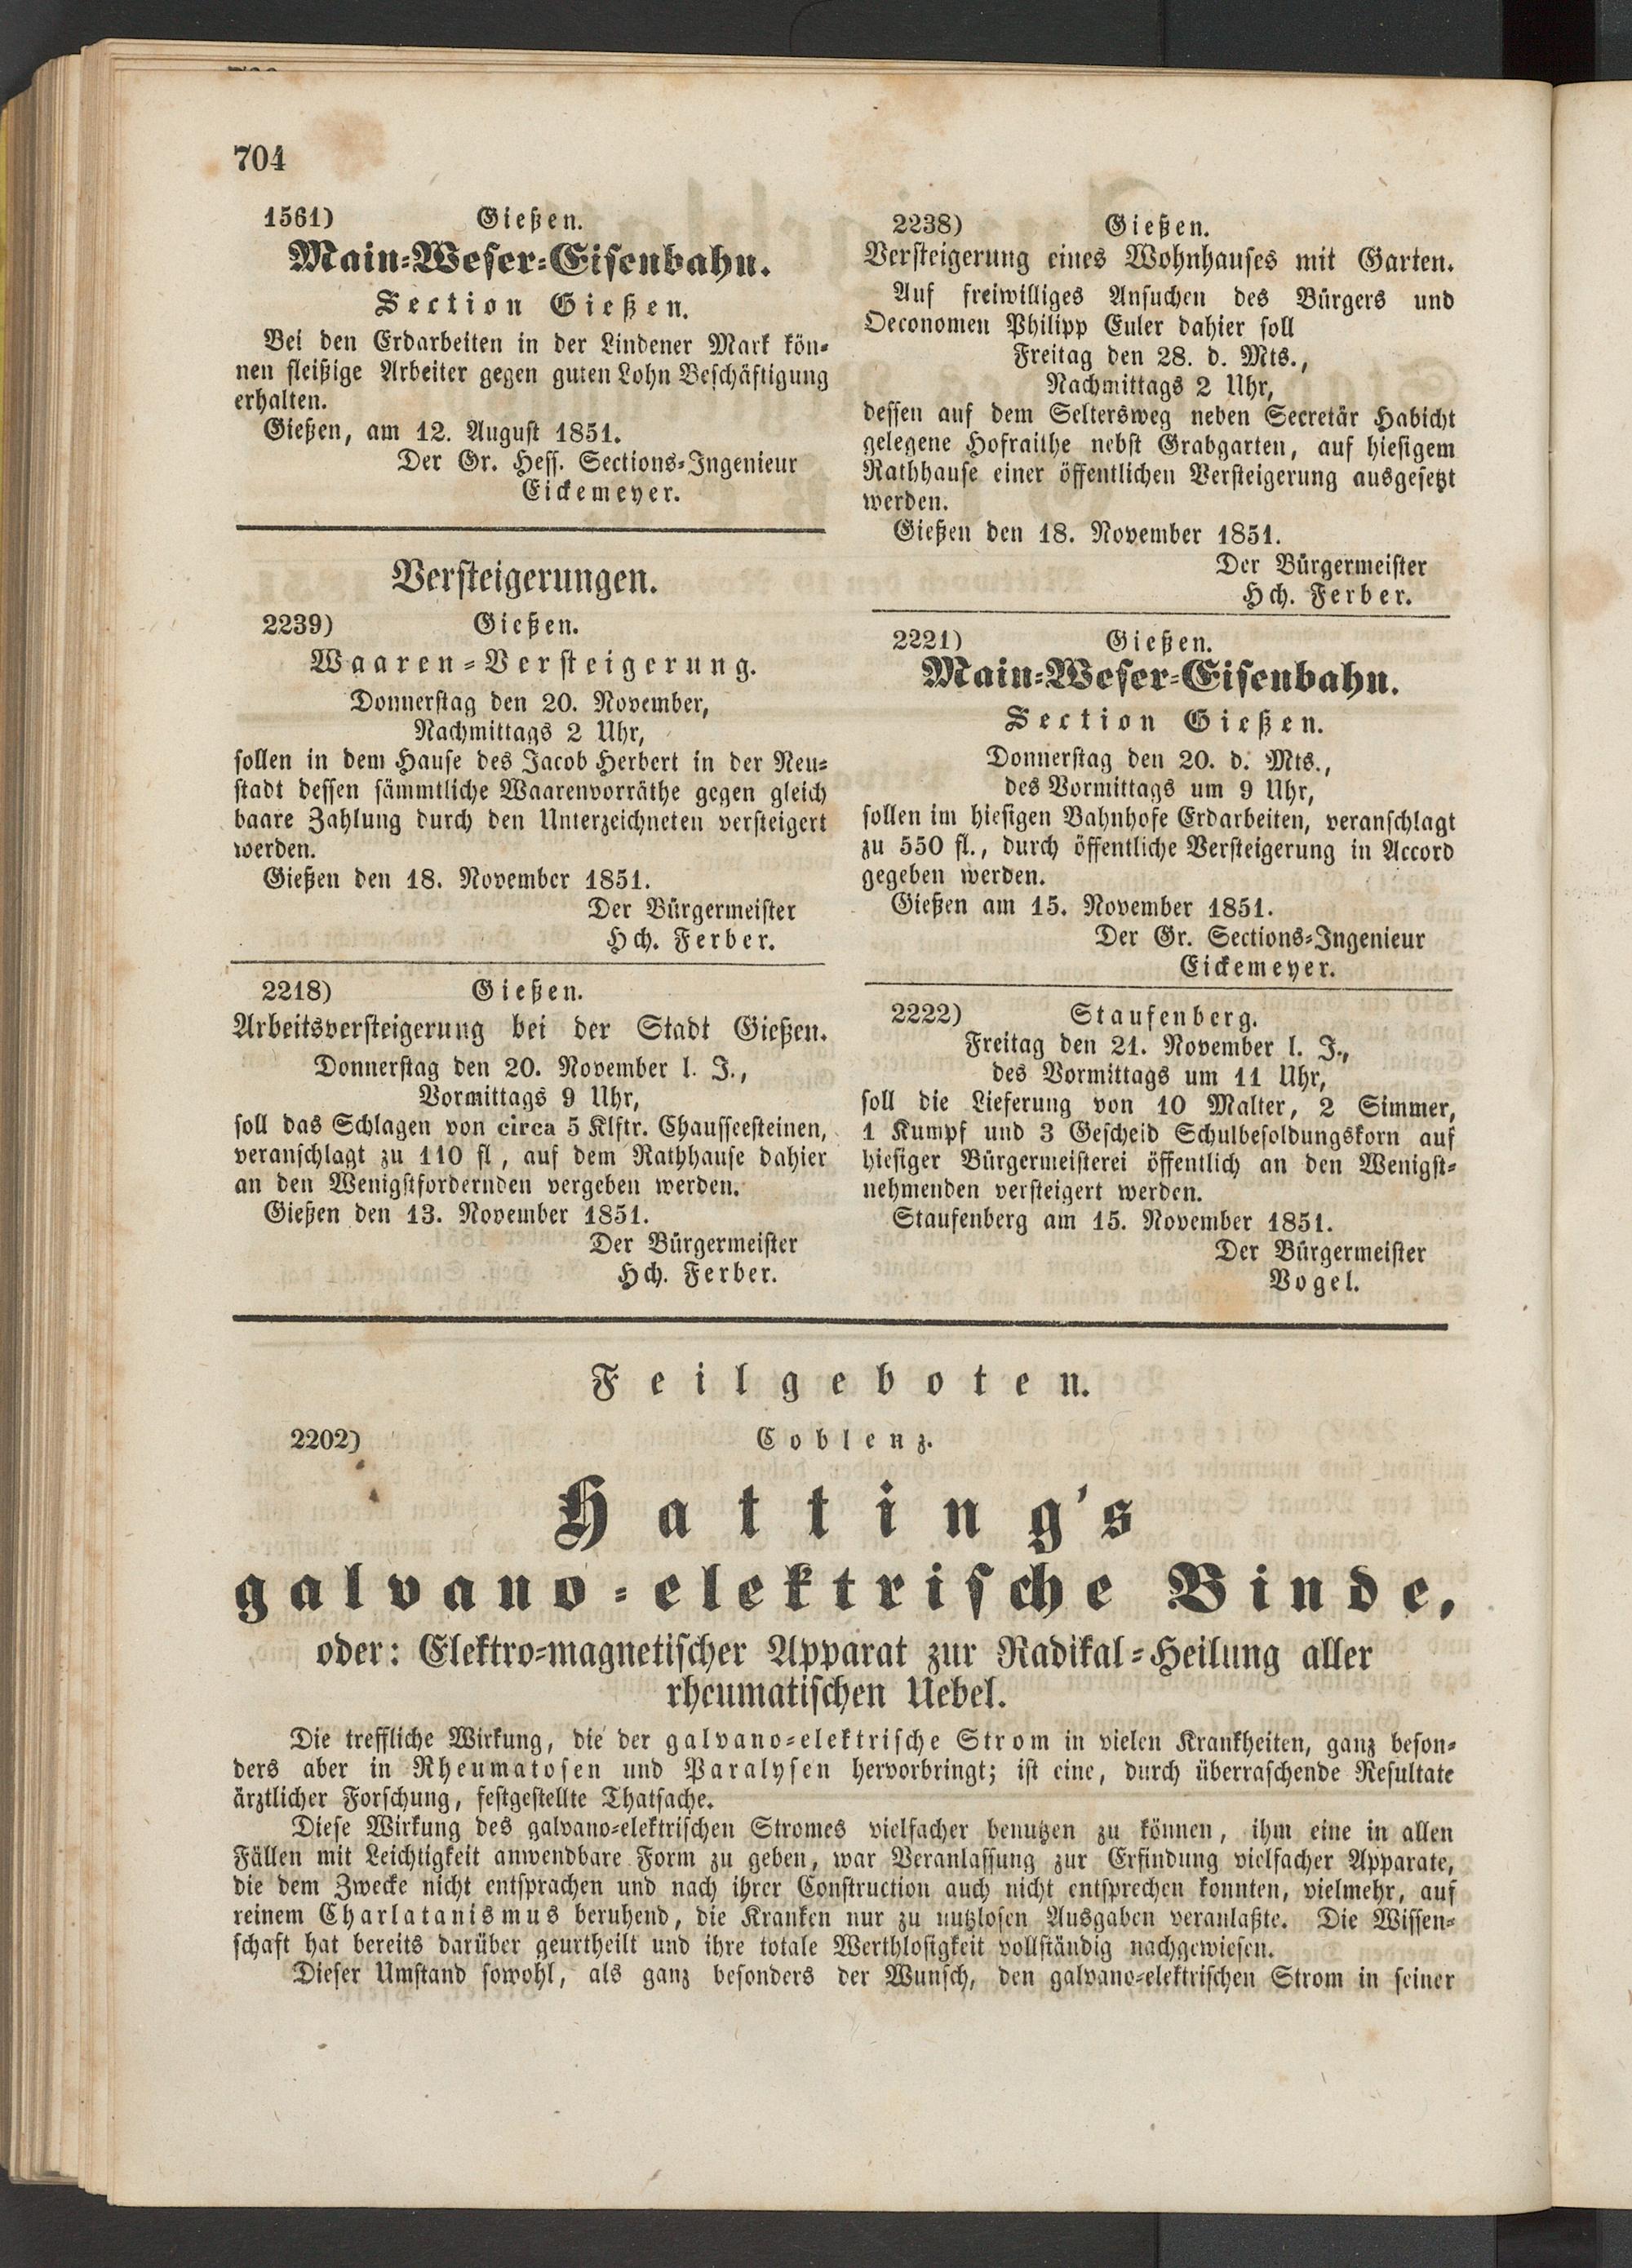 704
1561) Gießen.
Main-Weser-Eisenbahn.
Section Gießen.
Bei den Erdarbeiten in der Lindener Mark kön-
nen fleißige Arbeiter gegen guten Lohn Beschäftigung
erhalten.
Gießen, am 12. August 1851.
Der Gr. Hess. Sections-Ingenieur
Eickemeyer.
Versteigerungen.
2239) Gießen.
Waaren-Versteigerung.
Donnerstag den 20. November,
Nachmittags 2 Uhr,
sollen in dem Hause des Jacob Herbert in der Neu-
stadt dessen sämmtliche Waarenvorräthe gegen gleich
baare Zahlung durch den Unterzeichneten versteigert
werden.
Gießen den 18. November 1851.
Der Bürgermeister
Hch. Ferber.
2218) Gießen.
Arbeitsversteigerung bei der Stadt Gießen.
Donnerstag den 20. November l. J.,
Vormittags 9 Uhr,
soll das Schlagen von circa 5 Klftr. Chausseesteinen,
veranschlagt zu 110 fl, auf dem Rathhause dahier
an den Wenigstfordernden vergeben werden.
Gießen den 13. November 1851.
Der Bürgermeister
Hch. Ferber.
2238) Gießen.
Versteigerung eines Wohnhauses mit Garten.
Auf freiwilliges Ansuchen des Bürgers und
Oeconomen Philipp Euler dahier soll
Freitag den 28. d. Mts.,
Nachmittags 2 Uhr,
dessen auf dem Seltersweg neben Secretär Habicht
gelegene Hofraithe nebst Grabgarten, auf hiesigem
Rathhause einer öffentlichen Versteigerung ausgesetzt
werden.
Gießen den 18. November 1851.
Der Bürgermeister
Hch. Ferber.
2221) Gießen.
Main-Weser-Eisenbahn.
Section Gießen.
Donnerstag den 20. d. Mts.,
des Vormittags um 9 Uhr,
sollen im hiesigen Bahnhofe Erdarbeiten, veranschlagt
zu 550 fl., durch öffentliche Versteigerung in Accord
gegeben werden.
Gießen am 15. November 1851.
Der Gr. Sections-Ingenieur
Eickemeyer.
2222) Staufenberg.
Freitag den 21. November l. J.,
des Vormittags um 11 Uhr,
soll die Lieferung von 10 Malter, 2 Simmer,
1 Kumpf und 3 Gescheid Schulbesoldungskorn auf
hiesiger Bürgermeisterei öffentlich an den Wenigst-
nehmenden versteigert werden.
Staufenberg am 15. November 1851.
Der Bürgermeister
Vogel.
Feilgeboten.
2202) Coblenz.
Hatting's
galvano-elektrische Binde,
oder: Elektro-magnetischer Apparat zur Radikal-Heilung aller
rheumatischen Uebel.
Die treffliche Wirkung, die der galvano-elektrische Strom in vielen Krankheiten, ganz beson-
ders aber in Rheumatosen und Paralysen hervorbringt; ist eine, durch überraschende Resultate
ärztlicher Forschung, festgestellte Thatsache.
Diese Wirkung des galvano-elektrischen Stromes vielfacher benutzen zu können, ihm eine in allen
Fällen mit Leichtigkeit anwendbare Form zu geben, war Veranlassung zur Erfindung vielfacher Apparate,
die dem Zwecke nicht entsprachen und nach ihrer Construction auch nicht entsprechen konnten, vielmehr, auf
reinem Charlatanismus beruhend, die Kranken nur zu nutzlosen Ausgaben veranlaßte. Die Wissen-
schaft hat bereits darüber geurtheilt und ihre totale Werthlosigkeit vollständig nachgewiesen.
Dieser Umstand sowohl, als ganz besonders der Wunsch, den galvano-elektrischen Strom in seiner